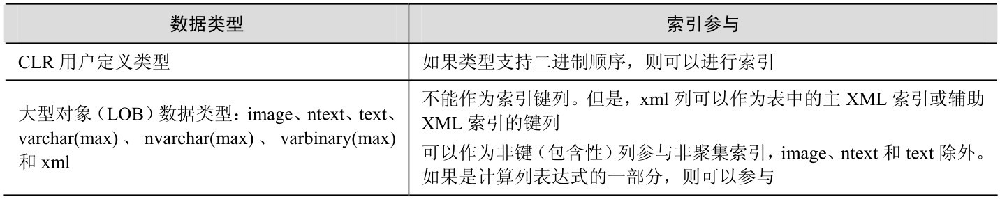 数据类型
索引参与
CLR 用户定义类型
如果类型支持二进制顺序，则可以进行索引
大型对象（LOB）数据类型：image、ntext、text、
varchar(max) 、 nvarchar(max) 、 varbinary(max)
和 xml
不能作为索引键列。但是，xml 列可以作为表中的主 XML 索引或辅助
XML 索引的键列
可以作为非键（包含性）列参与非聚集索引，image、ntext 和 text 除外。
如果是计算列表达式的一部分，则可以参与